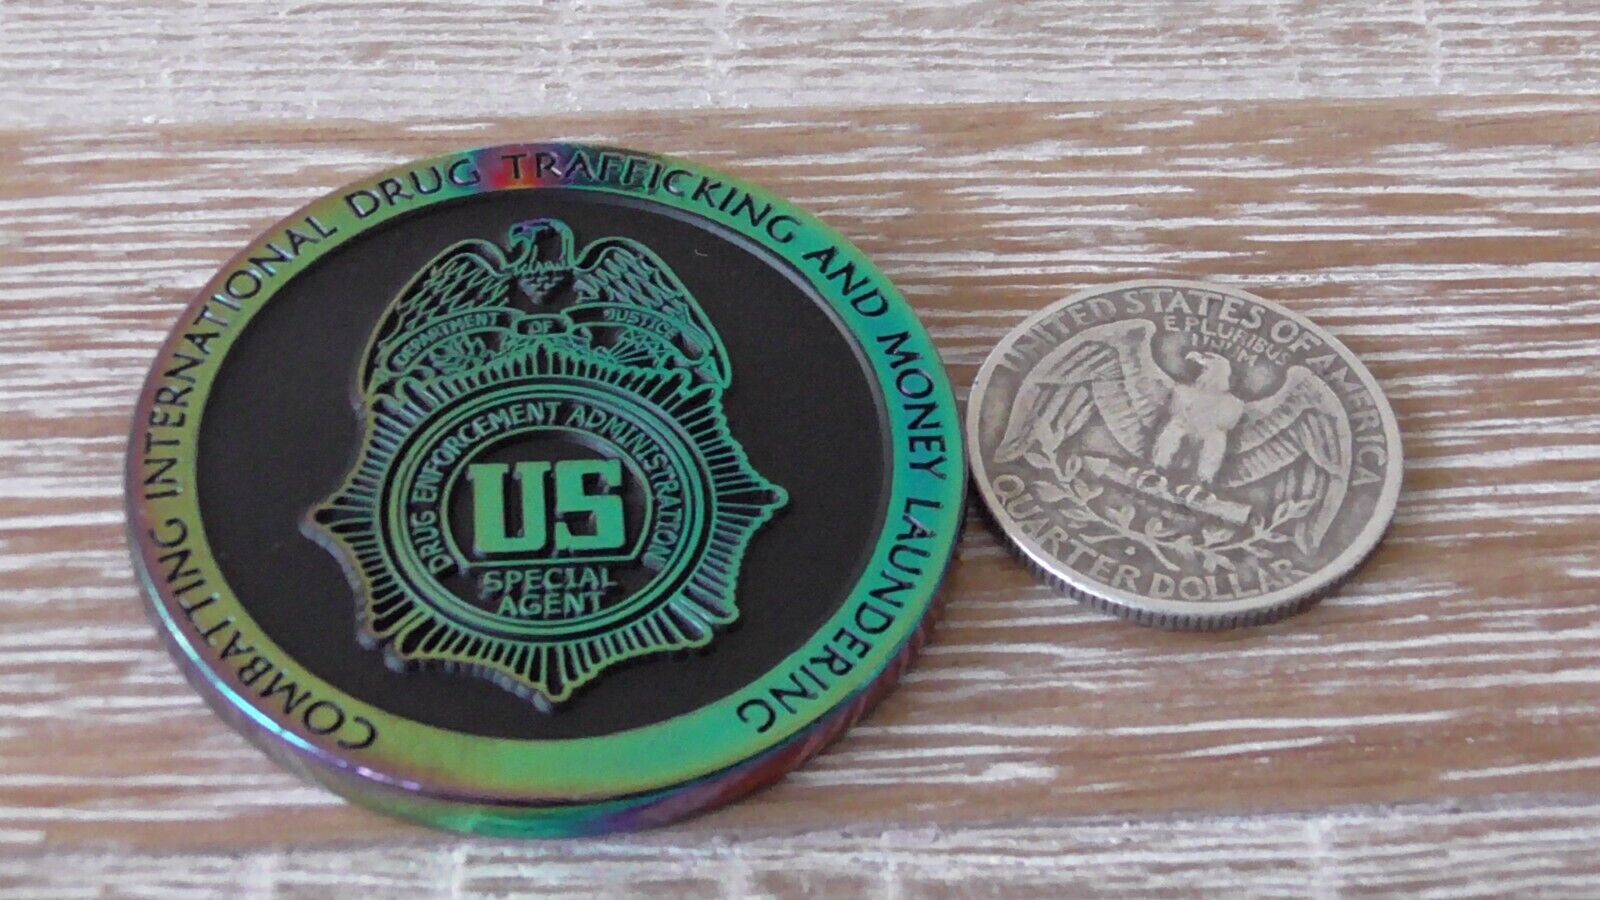 COMBATTING INTERNATIONAL DRUG TRAFFICKING AND MONEY LAUNDERING
DEPARTMENT OF JUSTICE
DRUG ENFORCEMENT ADMINISTRATION
US
SPECIAL
AGENT
UNITED STATES OF AMERICA
E PLURIBUS
UNUM
QUARTER DOLLAR